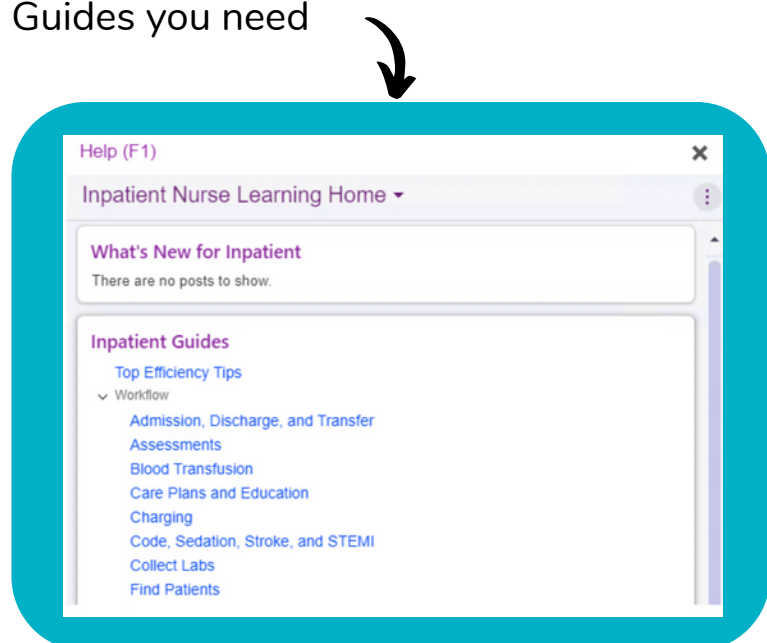 Guides you need
Help (F1)
Inpatient Nurse Learning Home
What's New for Inpatient
There are no posts to show.
Inpatient Guides
Top Efficiency Tips
Workflow
Admission, Discharge, and Transfer
Assessments
Blood Transfusion
Care Plans and Education
Charging
Code, Sedation, Stroke, and STEMI
Collect Labs
Find Patients